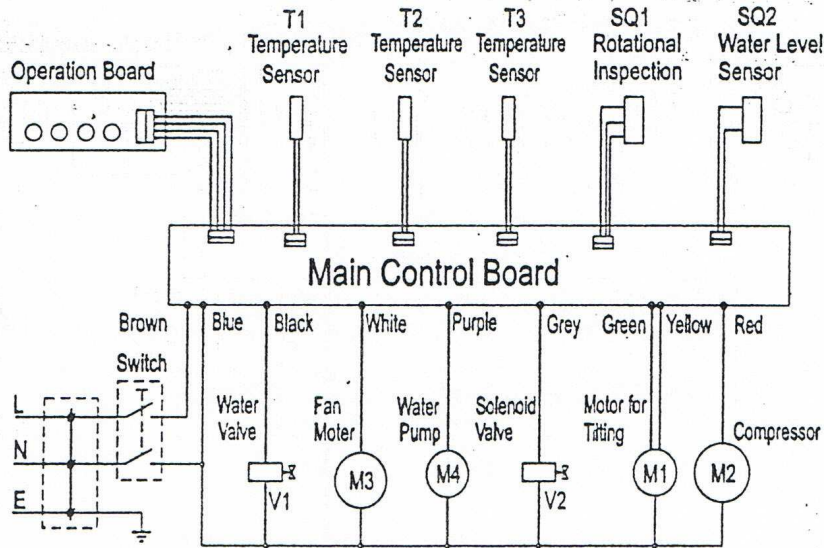 T1
Temperature
Sensor
T2
Temperature
Sensor
T3
Temperature
Sensor
SQ1
Rotational
Inspection
SQ2
Water Level
Sensor
Operation Board
Main Control Board
Brown
Blue
Black
White
Purple
Grey
Green
Yellow
Red
Switch
L
N
E
Water
Valve
V1
Fan
Moter
M3
Water
Pump
M4
Solenoid
Valve
V2
Motor for
Tilting
M1
Compressor
M2